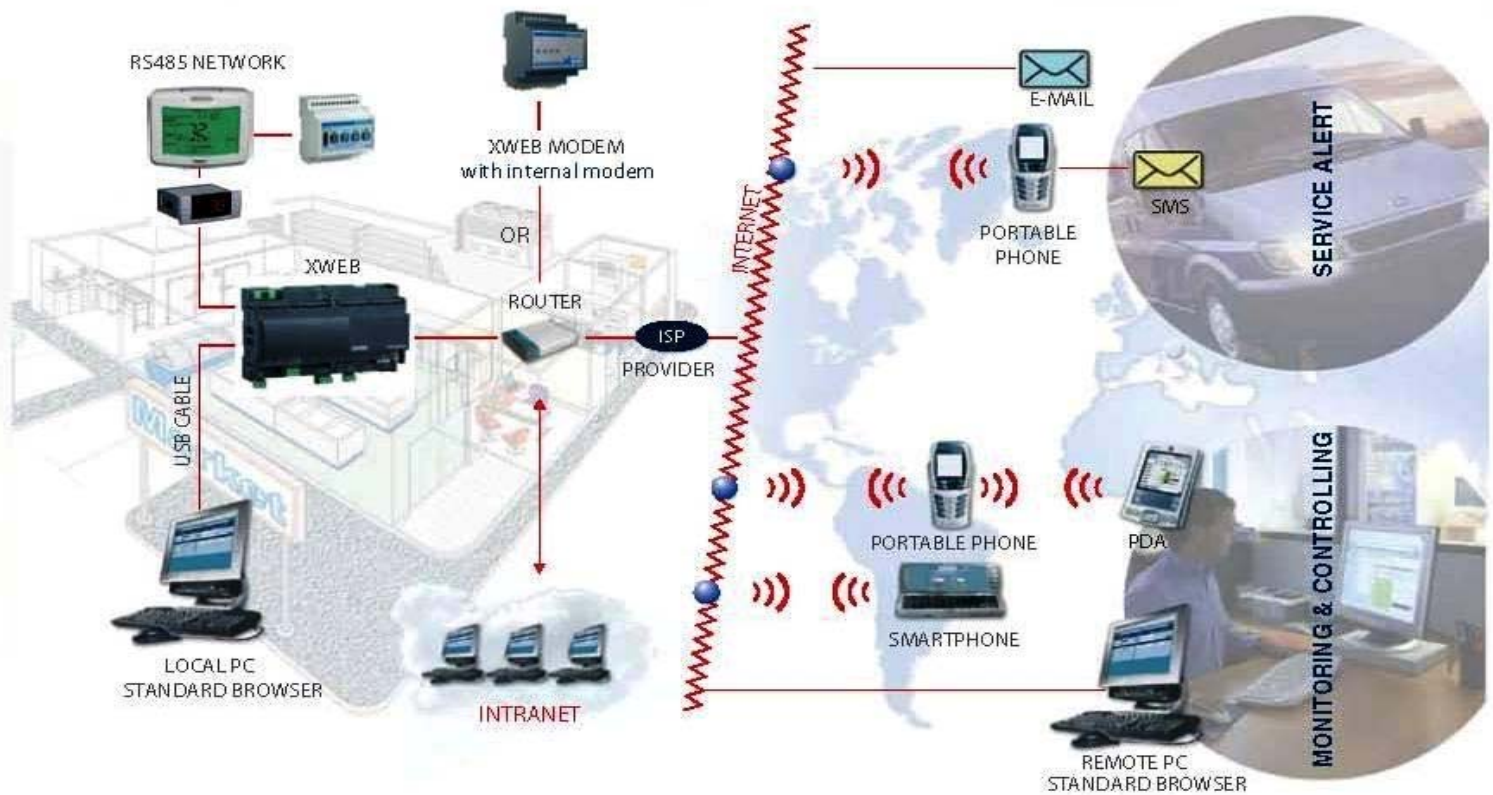 RS485 NETWORK
XWEB MODEM
with internal modem
OR
XWEB
ROUTER
ISP
PROVIDER
USB CABLE
Market
LOCAL PC
STANDARD BROWSER
INTRANET
INTERNET
E-MAIL
PORTABLE
PHONE
SMS
SERVICE ALERT
PORTABLE PHONE
PDA
SMARTPHONE
MONITORING & CONTROLLING
REMOTE PC
STANDARD BROWSER